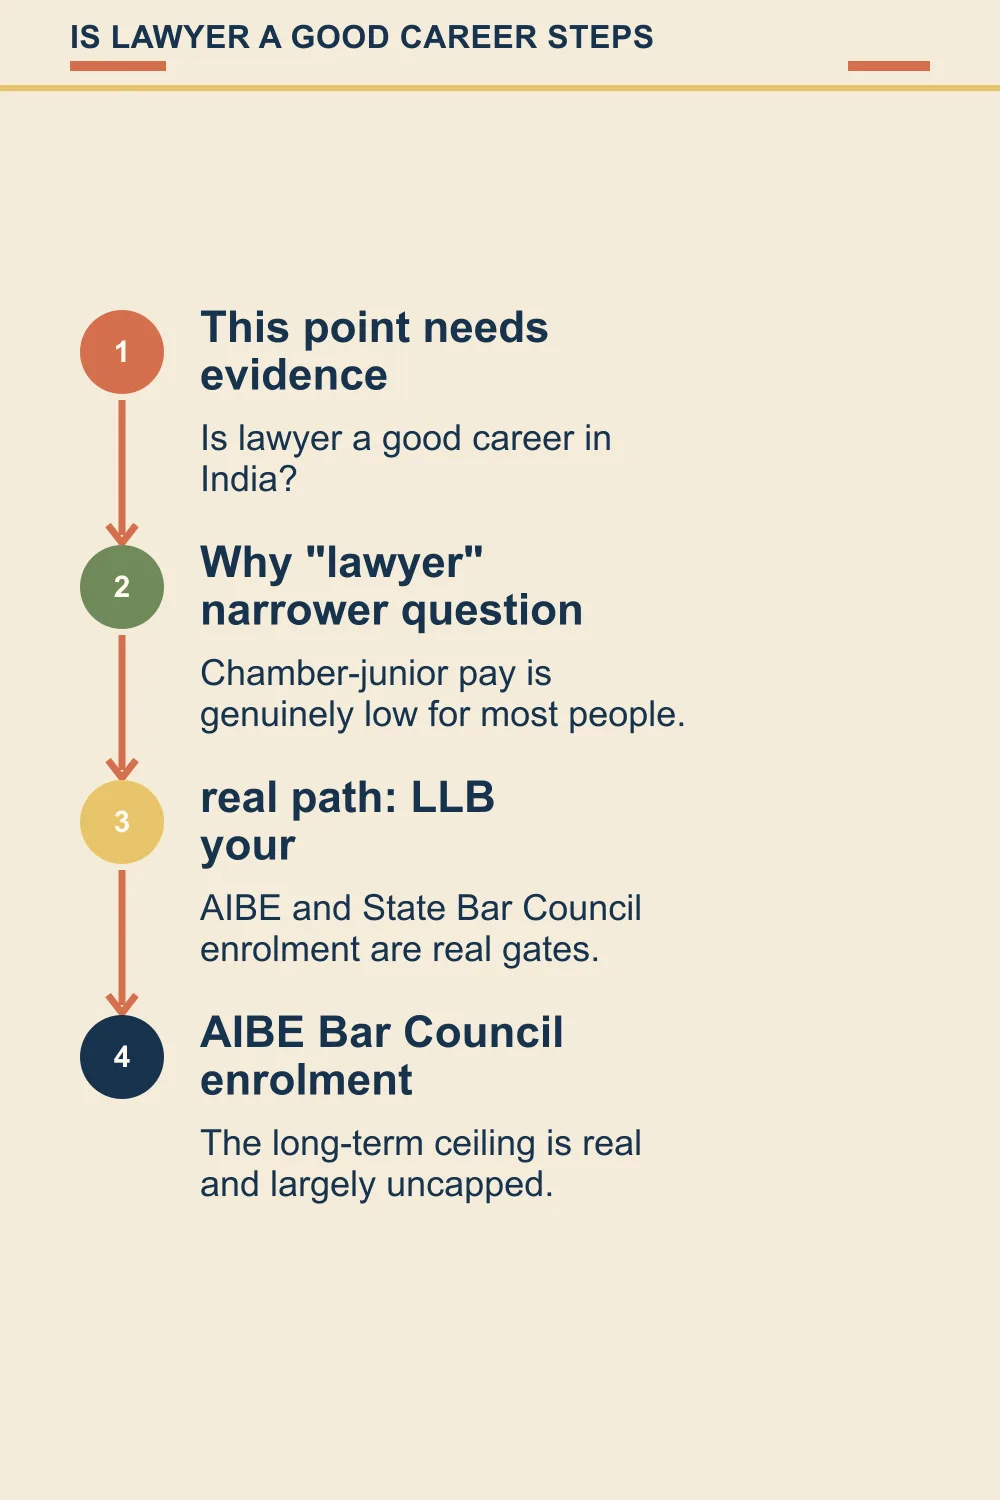 IS LAWYER A GOOD CAREER STEPS
1
This point needs
evidence
Is lawyer a good career in
India?
2
Why "lawyer"
narrower question
Chamber-junior pay is
genuinely low for most people.
3
real path: LLB
your
AIBE and State Bar Council
enrolment are real gates.
4
AIBE Bar Council
enrolment
The long-term ceiling is real
and largely uncapped.